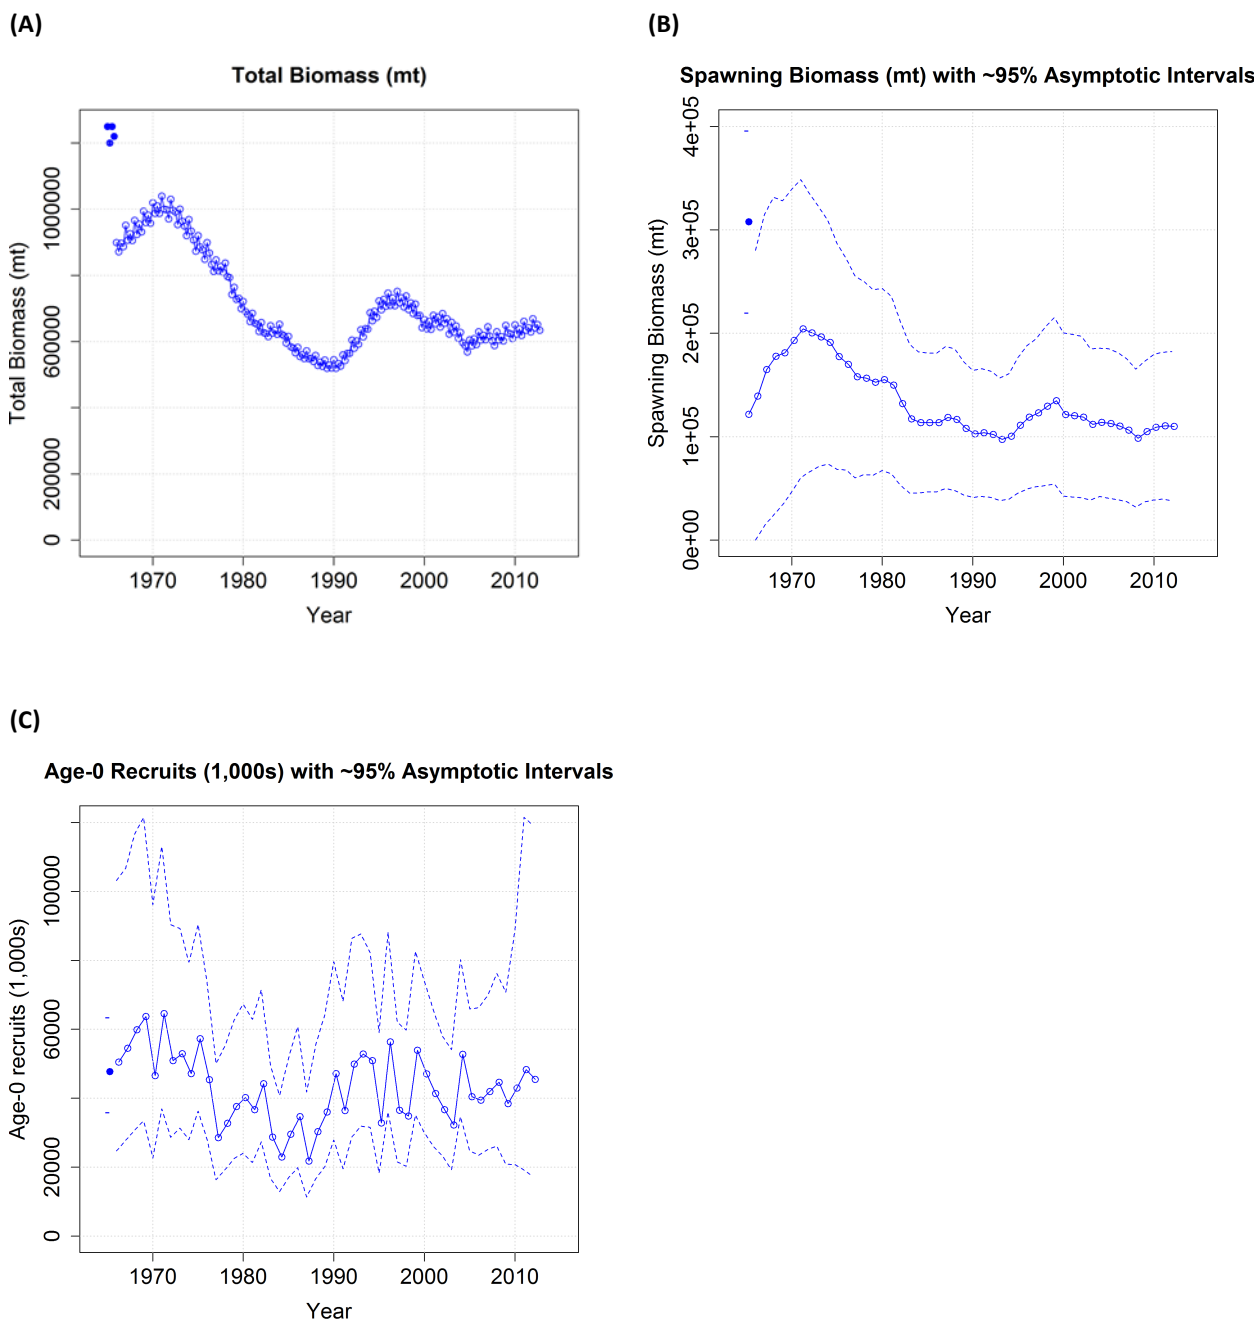 (A)
Total Biomass (mt)
Total Biomass (mt)
0
200000
600000
1000000
1970 1980 1990 2000 2010
Year
(B)
Spawning Biomass (mt) with ~95% Asymptotic Intervals
Spawning Biomass (mt)
0e+00
1e+05
2e+05
3e+05
4e+05
1970 1980 1990 2000 2010
Year
(C)
Age-0 Recruits (1,000s) with ~95% Asymptotic Intervals
Age-0 recruits (1,000s)
0
20000
60000
100000
1970 1980 1990 2000 2010
Year